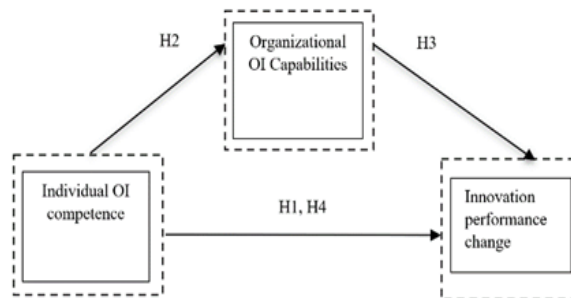 H2
Organizational
OI Capabilities
H3
Individual OI
competence
H1, H4
Innovation
performance
change